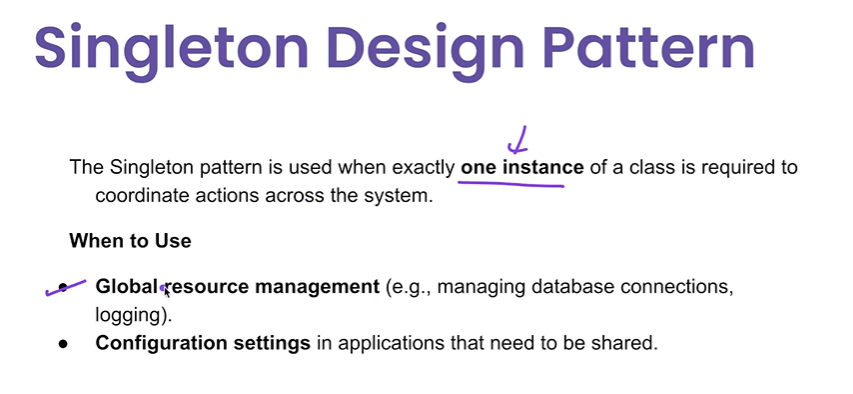 Singleton Design Pattern
The Singleton pattern is used when exactly one instance of a class is required to
coordinate actions across the system.
When to Use
● Global resource management (e.g., managing database connections,
logging).
● Configuration settings in applications that need to be shared.